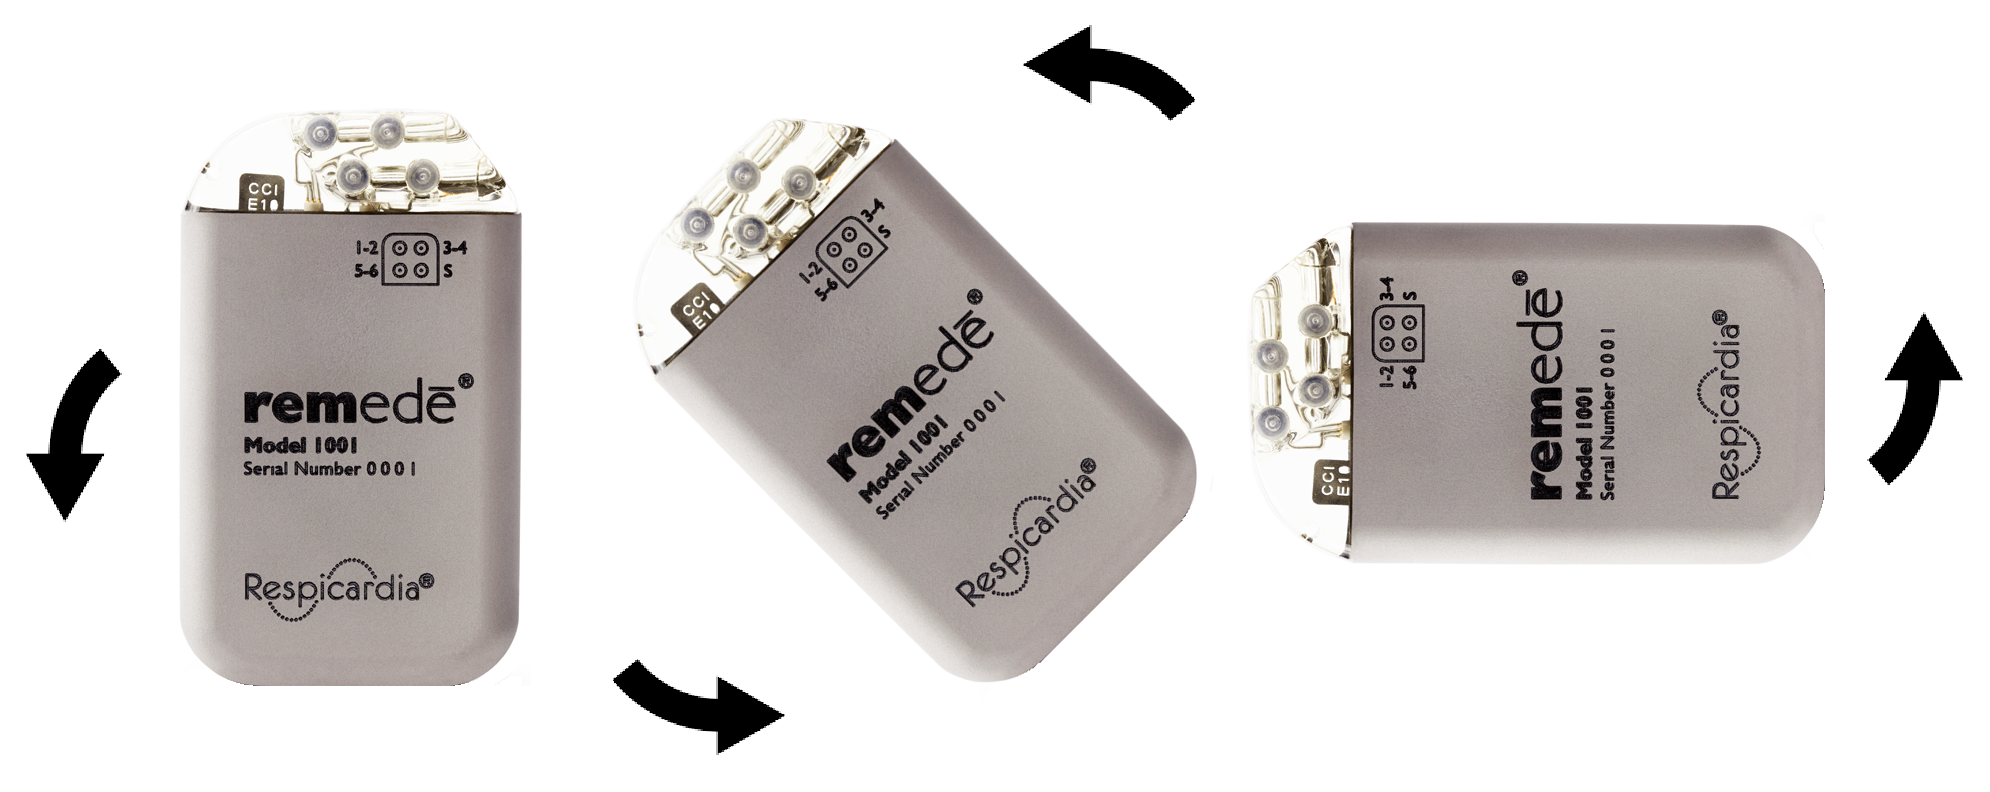 CCI
E10
1-2 3-4
5-6 S
remedē®
Model 1001
Serial Number 0001
Respicardia®
CCI
E10
1-2 3-4
5-6 S
remedē®
Model 1001
Serial Number 0001
Respicardia®
CCI
E10
1-2 3-4
5-6 S
remedē®
Model 1001
Serial Number 0001
Respicardia®